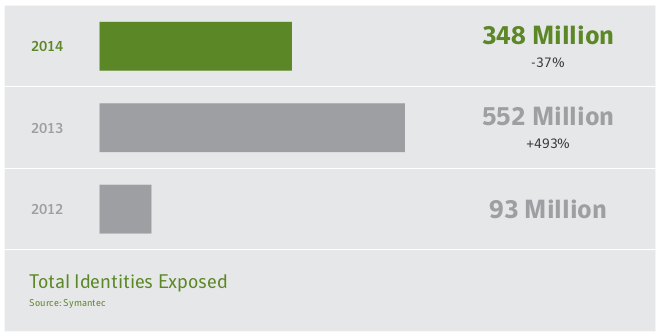 2014
348 Million
-37%
2013
552 Million
+493%
2012
93 Million
Total Identities Exposed
Source: Symantec